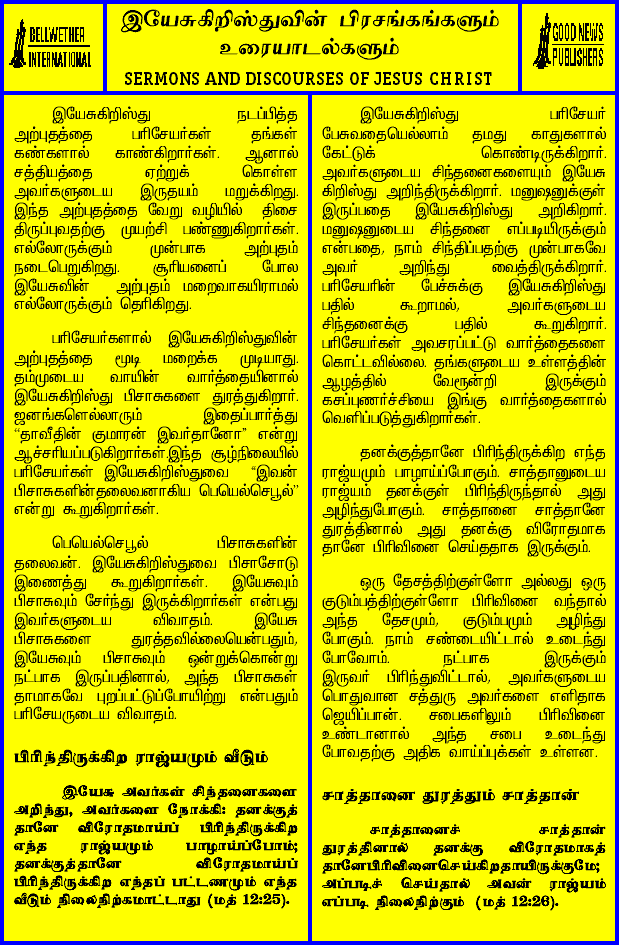 BELLWETHER
INTERNATIONAL
இயேசுகிறிஸ்துவின் பிரசங்கங்களும்
உரையாடல்களும்
SERMONS AND DISCOURSES OF JESUS CHRIST
GOOD NEWS
PUBLISHERS
இயேசுகிறிஸ்து நடப்பித்த
அற்புதத்தை பரிசேயர்கள் தங்கள்
கண்களால் காண்கிறார்கள். ஆனால்
சத்தியத்தை ஏற்றுக் கொள்ள
அவர்களுடைய இருதயம் மறுக்கிறது.
இந்த அற்புதத்தை வேறு வழியில் திசை
திருப்புவதற்கு முயற்சி பண்ணுகிறார்கள்.
எல்லோருக்கும் முன்பாக அற்புதம்
நடைபெறுகிறது. சூரியனைப் போல
இயேசுவின் அற்புதம் மறைவாகயிராமல்
எல்லோருக்கும் தெரிகிறது.
பரிசேயர்களால் இயேசுகிறிஸ்துவின்
அற்புதத்தை மூடி மறைக்க முடியாது.
தம்முடைய வாயின் வார்த்தையினால்
இயேசுகிறிஸ்து பிசாசுகளை துரத்துகிறார்.
ஜனங்களெல்லாரும் இதைப்பார்த்து
“தாவீதின் குமாரன் இவர்தானோ” என்று
ஆச்சரியப்படுகிறார்கள்.இந்த சூழ்நிலையில்
பரிசேயர்கள் இயேசுகிறிஸ்துவை “இவன்
பிசாசுகளின்தலைவனாகிய பெயெல்செபூல்”
என்று கூறுகிறார்கள்.
பெயெல்செபூல் பிசாசுகளின்
தலைவன். இயேசுகிறிஸ்துவை பிசாசோடு
இணைத்து கூறுகிறார்கள். இயேசுவும்
பிசாசுவும் சேர்ந்து இருக்கிறார்கள் என்பது
இவர்களுடைய விவாதம். இயேசு
பிசாசுகளை துரத்தவில்லையென்பதும்,
இயேசுவும் பிசாசுவும் ஒன்றுக்கொன்று
நட்பாக இருப்பதினால், அந்த பிசாசுகள்
தாமாகவே புறப்பட்டுப்போயிற்று என்பதும்
பரிசேயருடைய விவாதம்.
பிரிந்திருக்கிற ராஜ்யமும் வீடும்
இயேசு அவர்கள் சிந்தனைகளை
அறிந்து, அவர்களை நோக்கி: தனக்குத்
தானே விரோதமாய்ப் பிரிந்திருக்கிற
எந்த ராஜ்யமும் பாழாய்ப்போம்;
தனக்குத்தானே விரோதமாய்ப்
பிரிந்திருக்கிற எந்தப் பட்டணமும் எந்த
வீடும் நிலைநிற்கமாட்டாது (மத் 12:25).
இயேசுகிறிஸ்து பரிசேயர்
பேசுவதையெல்லாம் தமது காதுகளால்
கேட்டுக் கொண்டிருக்கிறார்.
அவர்களுடைய சிந்தனைகளையும் இயேசு
கிறிஸ்து அறிந்திருக்கிறார். மனுஷனுக்குள்
இருப்பதை இயேசுகிறிஸ்து அறிகிறார்.
மனுஷனுடைய சிந்தனை எப்படியிருக்கும்
என்பதை, நாம் சிந்திப்பதற்கு முன்பாகவே
அவர் அறிந்து வைத்திருக்கிறார்.
பரிசேயரின் பேச்சுக்கு இயேசுகிறிஸ்து
பதில் கூறாமல், அவர்களுடைய
சிந்தனைக்கு பதில் கூறுகிறார்.
பரிசேயர்கள் அவசரப்பட்டு வார்த்தைகளை
கொட்டவில்லை. தங்களுடைய உள்ளத்தின்
ஆழத்தில் வேரூன்றி இருக்கும்
கசப்புணர்ச்சியை இங்கு வார்த்தைகளால்
வெளிப்படுத்துகிறார்கள்.
தனக்குத்தானே பிரிந்திருக்கிற எந்த
ராஜ்யமும் பாழாய்ப்போகும். சாத்தானுடைய
ராஜ்யம் தனக்குள் பிரிந்திருந்தால் அது
அழிந்துபோகும். சாத்தானை சாத்தானே
துரத்தினால் அது தனக்கு விரோதமாக
தானே பிரிவினை செய்ததாக இருக்கும்.
ஒரு தேசத்திற்குள்ளோ அல்லது ஒரு
குடும்பத்திற்குள்ளோ பிரிவினை வந்தால்
அந்த தேசமும், குடும்பமும் அழிந்து
போகும். நாம் சண்டையிட்டால் உடைந்து
போவோம். நட்பாக இருக்கும்
இருவர் பிரிந்துவிட்டால், அவர்களுடைய
பொதுவான சத்துரு அவர்களை எளிதாக
ஜெயிப்பான். சபைகளிலும் பிரிவினை
உண்டானால் அந்த சபை உடைந்து
போவதற்கு அதிக வாய்ப்புக்கள் உள்ளன.
சாத்தானை துரத்தும் சாத்தான்
சாத்தானைச் சாத்தான்
துரத்தினால் தனக்கு விரோதமாகத்
தானேபிரிவினைசெய்கிறதாயிருக்குமே;
அப்படிச் செய்தால் அவன் ராஜ்யம்
எப்படி நிலைநிற்கும் (மத் 12:26).